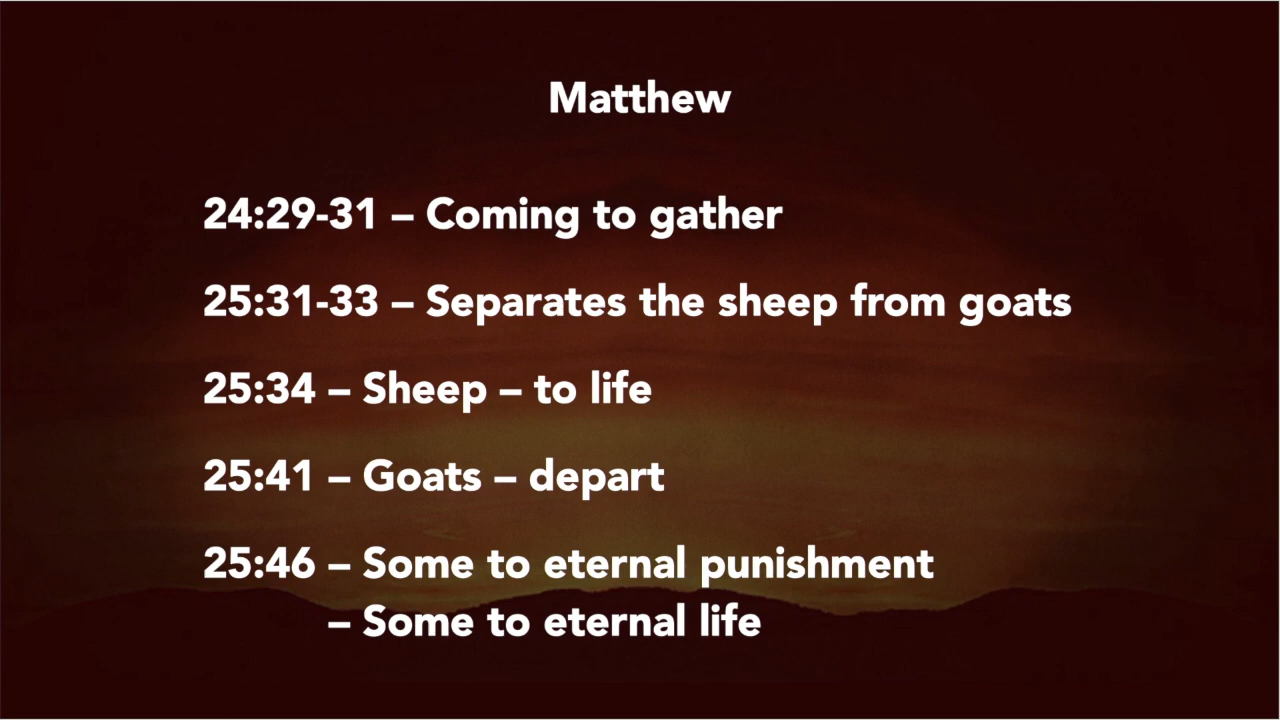 Matthew
24:29-31 – Coming to gather
25:31-33 – Separates the sheep from goats
25:34 – Sheep – to life
25:41 – Goats – depart
25:46 – Some to eternal punishment
– Some to eternal life